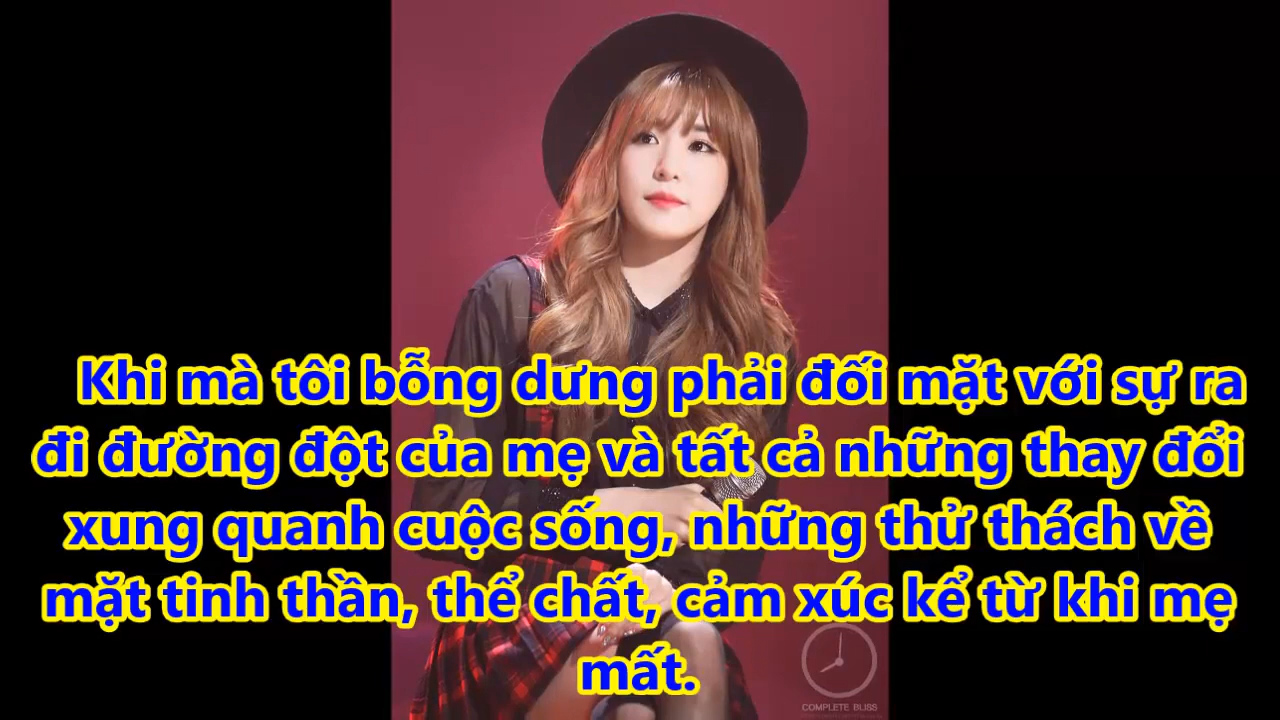 Khi mà tôi bỗng dưng phải đối mặt với sự ra
đi đường đột của mẹ và tất cả những thay đổi
xung quanh cuộc sống, những thử thách về
mặt tinh thần, thể chất, cảm xúc kể từ khi mẹ
mất.
COMPLETE BLISS